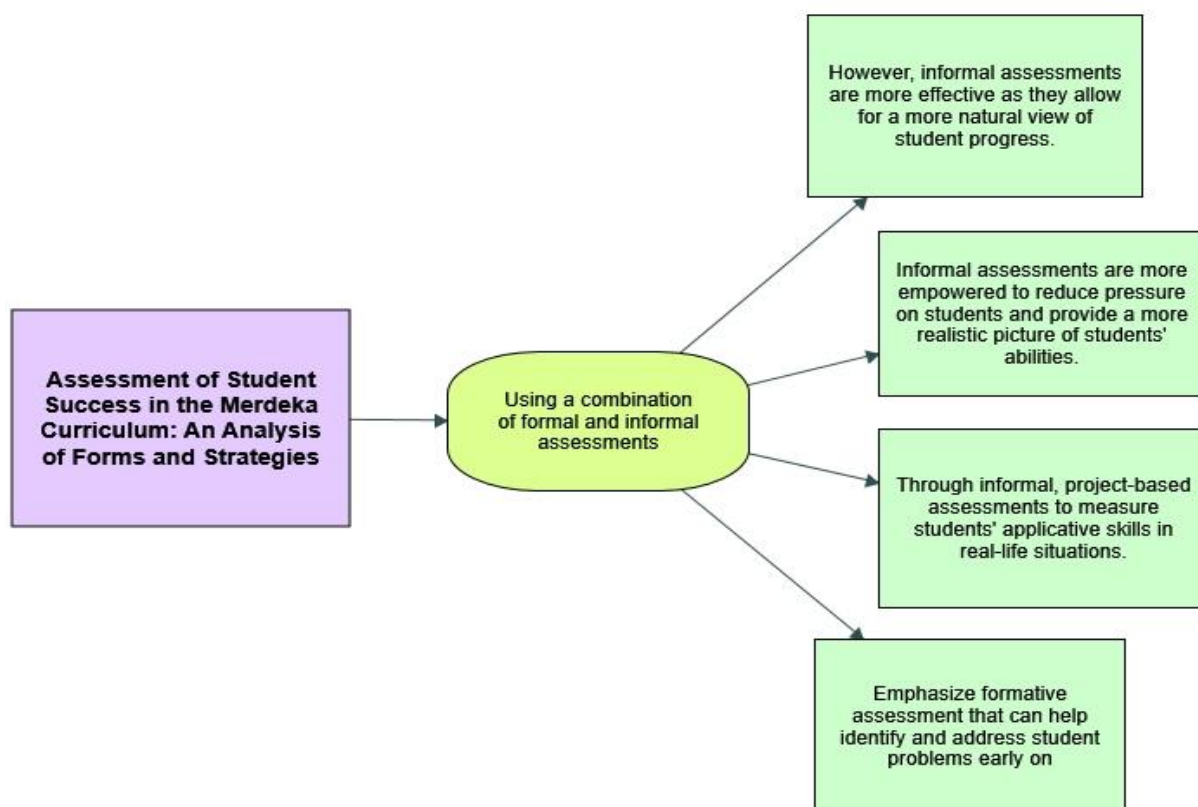 Assessment of Student
Success in the Merdeka
Curriculum: An Analysis
of Forms and Strategies
Using a combination
of formal and informal
assessments
However, informal assessments
are more effective as they allow
for a more natural view of
student progress.
Informal assessments are more
empowered to reduce pressure
on students and provide a more
realistic picture of students'
abilities.
Through informal, project-based
assessments to measure
students' applicative skills in
real-life situations.
Emphasize formative
assessment that can help
identify and address student
problems early on